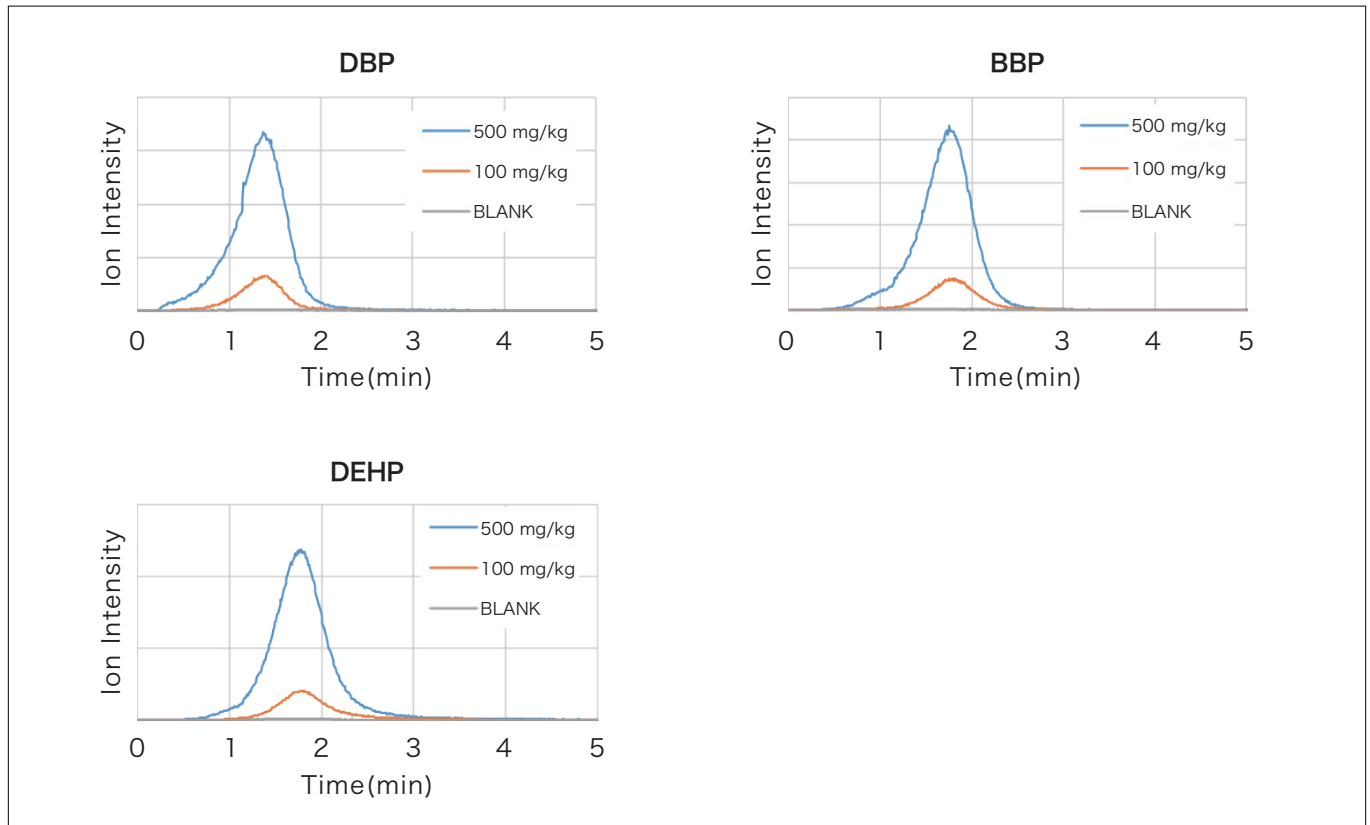 DBP
Ion Intensity
500 mg/kg
100 mg/kg
BLANK
0 1 2 3 4 5
Time(min)
BBP
Ion Intensity
500 mg/kg
100 mg/kg
BLANK
0 1 2 3 4 5
Time(min)
DEHP
Ion Intensity
500 mg/kg
100 mg/kg
BLANK
0 1 2 3 4 5
Time(min)